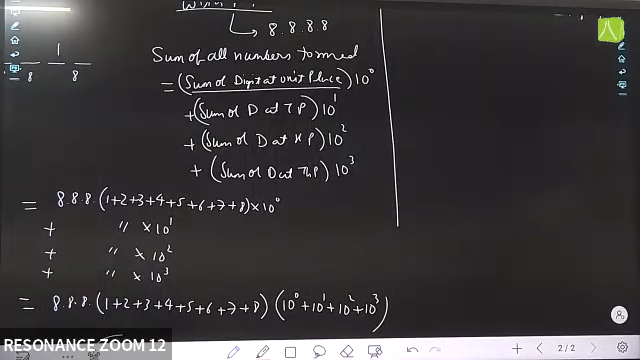 8.8.8.8
1
8 8
Sum of all numbers formed
= (Sum of Digit at unit place) 10⁰
+ (Sum of D at T P) 10¹
+ (Sum of D at H P) 10²
+ (Sum of D at Th P) 10³
= 8.8.8. (1+2+3+4+5+6+7+8) × 10⁰
+ " × 10¹
+ " × 10²
+ " × 10³
= 8.8.8. (1+2+3+4+5+6+7+8) (10⁰ + 10¹ + 10² + 10³)
RESONANCE ZOOM 12
2/2